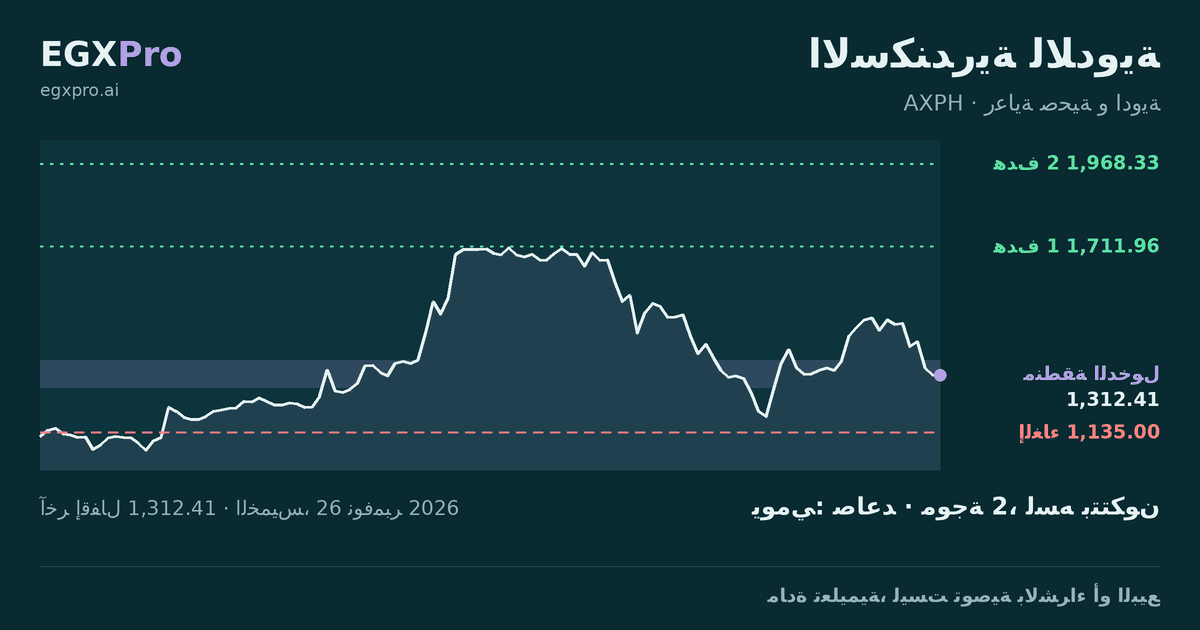 EGXPro
egxpro.ai
الاسكندرية للادوية
AXPH · رعاية صحية و ادوية
هدف 2 1,968.33
هدف 1 1,711.96
منطقة الدخول
1,312.41
إلغاء 1,135.00
يومي: صاعد · موجة 2، لسه بتتكون
آخر إقفال 1,312.41 · الخميس، 26 نوفمبر 2026
مادة تعليمية، ليست توصية بالشراء أو البيع